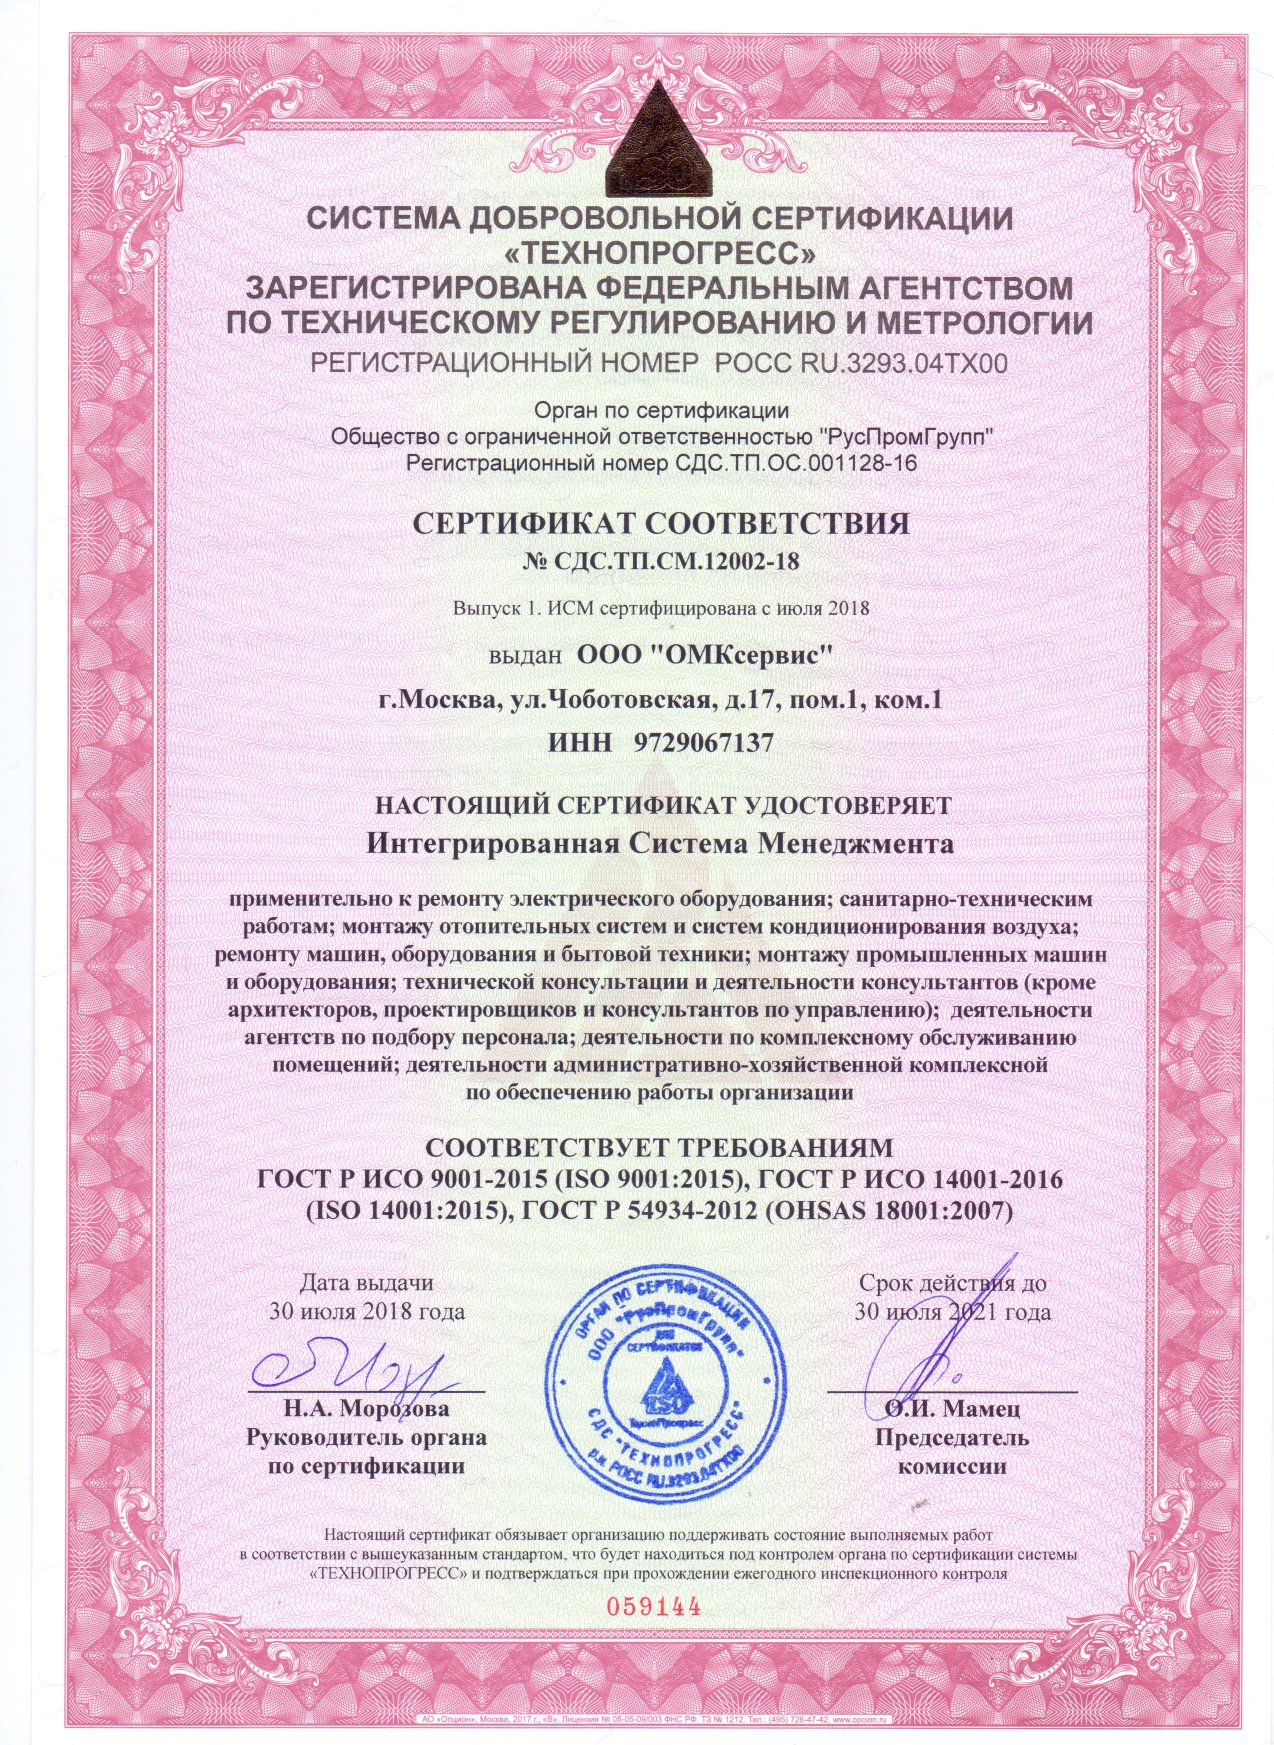 СИСТЕМА ДОБРОВОЛЬНОЙ СЕРТИФИКАЦИИ
«ТЕХНОПРОГРЕСС»
ЗАРЕГИСТРИРОВАНА ФЕДЕРАЛЬНЫМ АГЕНТСТВОМ
ПО ТЕХНИЧЕСКОМУ РЕГУЛИРОВАНИЮ И МЕТРОЛОГИИ
РЕГИСТРАЦИОННЫЙ НОМЕР РОСС RU.3293.04ТХ00
Орган по сертификации
Общество с ограниченной ответственностью "РусПромГрупп"
Регистрационный номер СДС.ТП.ОС.001128-16
СЕРТИФИКАТ СООТВЕТСТВИЯ
№ СДС.ТП.СМ.12002-18
Выпуск 1. ИСМ сертифицирована с июля 2018
выдан ООО "ОМКсервис"
г.Москва, ул.Чоботовская, д.17, пом.1, ком.1
ИНН 9729067137
НАСТОЯЩИЙ СЕРТИФИКАТ УДОСТОВЕРЯЕТ
Интегрированная Система Менеджмента
применительно к ремонту электрического оборудования; санитарно-техническим
работам; монтажу отопительных систем и систем кондиционирования воздуха;
ремонту машин, оборудования и бытовой техники; монтажу промышленных машин
и оборудования; технической консультации и деятельности консультантов (кроме
архитекторов, проектировщиков и консультантов по управлению); деятельности
агентств по подбору персонала; деятельности по комплексному обслуживанию
помещений; деятельности административно-хозяйственной комплексной
по обеспечению работы организации
СООТВЕТСТВУЕТ ТРЕБОВАНИЯМ
ГОСТ Р ИСО 9001-2015 (ISO 9001:2015), ГОСТ Р ИСО 14001-2016
(ISO 14001:2015), ГОСТ Р 54934-2012 (OHSAS 18001:2007)
Дата выдачи
30 июля 2018 года
Срок действия до
30 июля 2021 года
ОРГАН ПО СЕРТИФИКАЦИИ
ООО "РусПромГрупп"
ДЛЯ
СЕРТИФИКАТОВ
ISO
ТехноПрогресс
СДС "ТЕХНОПРОГРЕСС"
р.н. РОСС RU.3293.04ТХ00
Н.А. Морозова
Руководитель органа
по сертификации
О.И. Мамец
Председатель
комиссии
Настоящий сертификат обязывает организацию поддерживать состояние выполняемых работ
в соответствии с вышеуказанным стандартом, что будет находиться под контролем органа по сертификации системы
«ТЕХНОПРОГРЕСС» и подтверждаться при прохождении ежегодного инспекционного контроля
059144
АО «Опцион», Москва, 2017 г., «В». Лицензия № 05-05-09/003 ФНС РФ. ТЗ № 1212. Тел.: (495) 726-47-42, www.opcion.ru